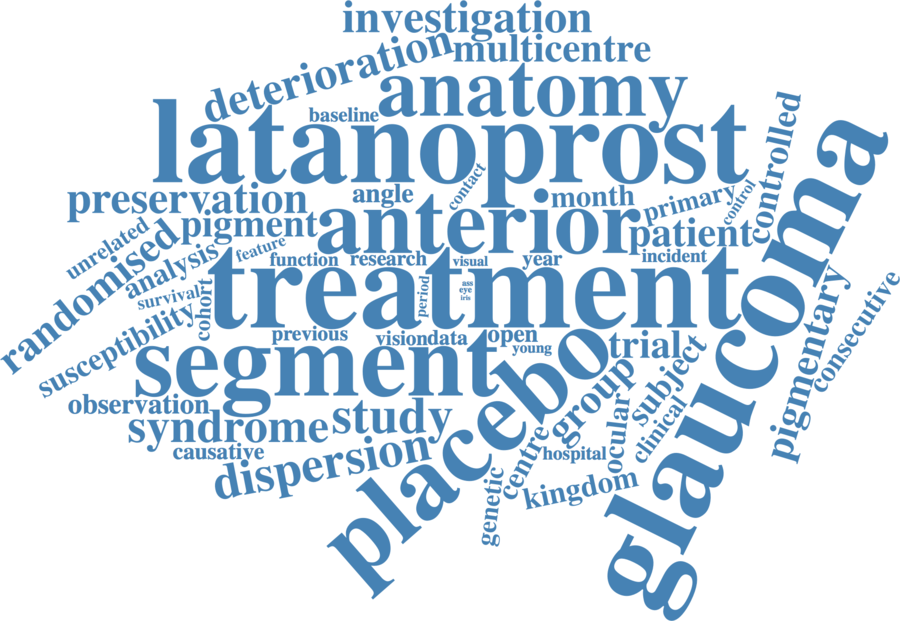 investigation
multicentre
deterioration
anatomy
baseline
latanoprost
controlled
glaucoma
contact
preservation
angle
month
primary
control
pigment
anterior
patient
unrelated
randomised
analysis
feature
function
research
visual
year
incident
treatment
survival
cohort
period
ass
eye
iris
susceptibility
previous
visiondata
open
young
trial
pigmentary
consecutive
segment
placebo
group
subject
observation
syndrome
study
ocular
clinical
causative
dispersion
centre
hospital
genetic
kingdom